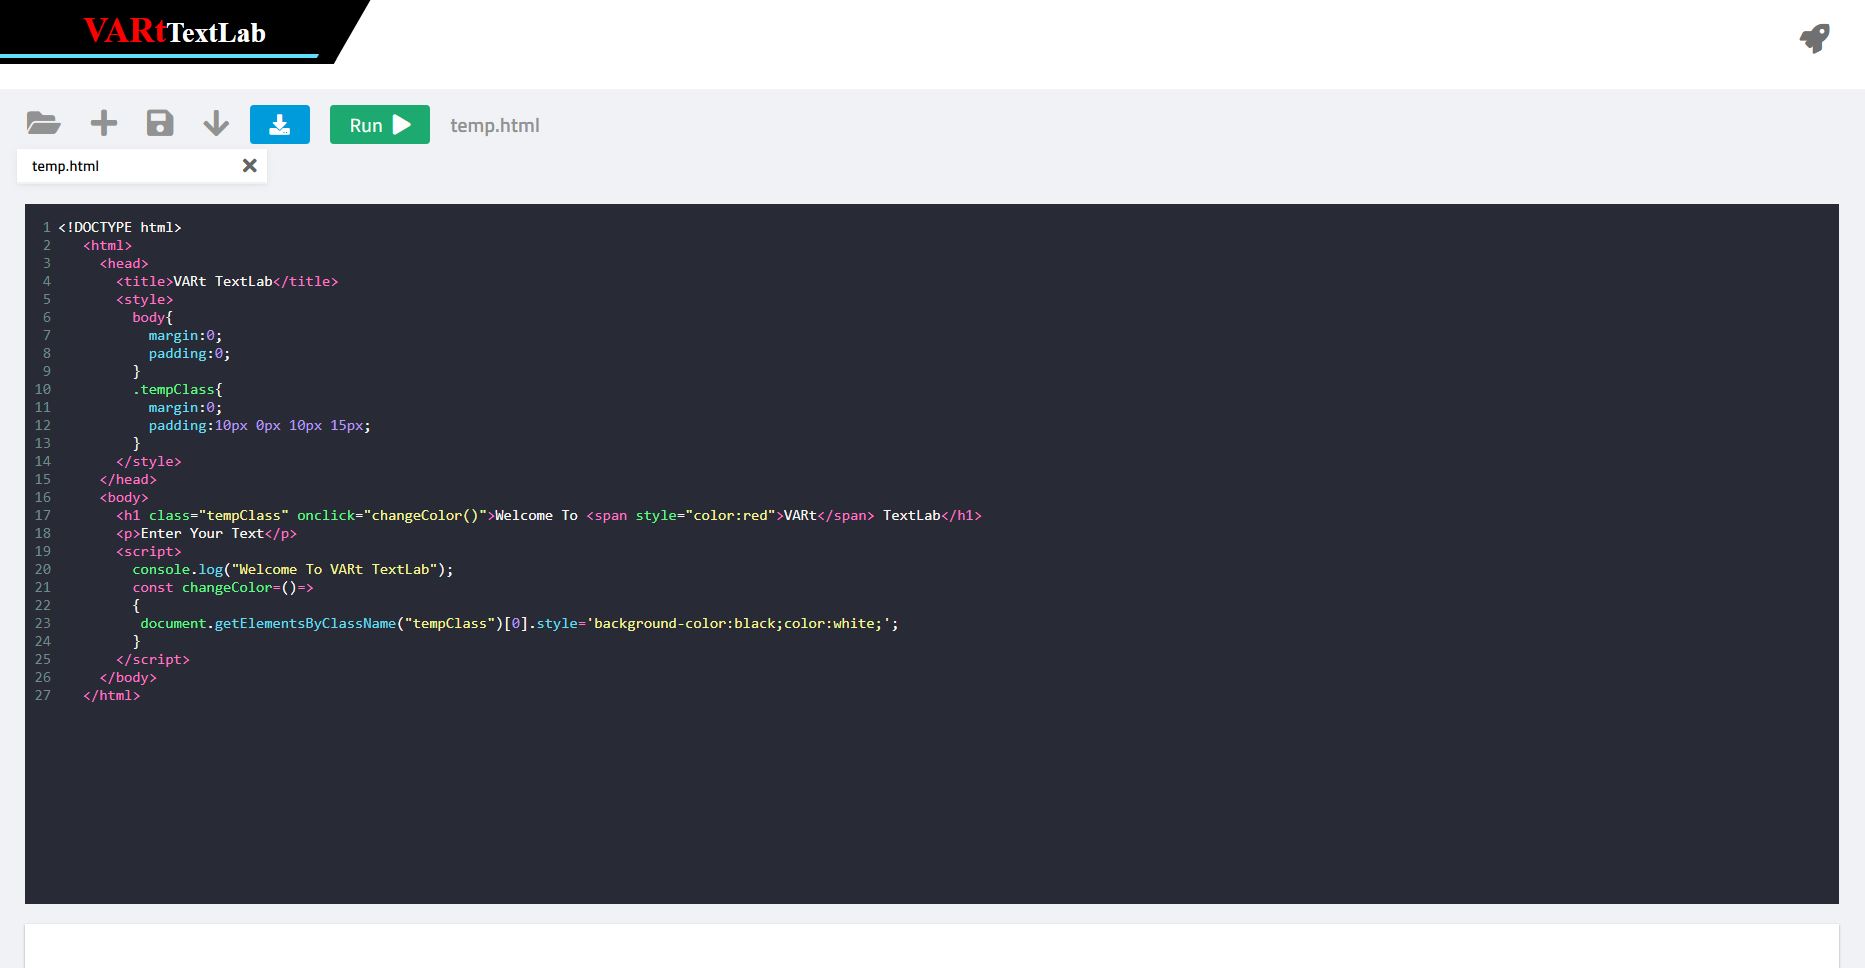 VARtTextLab
Run temp.html
temp.html
1 <!DOCTYPE html>
2    <html>
3      <head>
4        <title>VARt TextLab</title>
5        <style>
6          body{
7            margin:0;
8            padding:0;
9          }
10          .tempClass{
11            margin:0;
12            padding:10px 0px 10px 15px;
13          }
14        </style>
15      </head>
16      <body>
17        <h1 class="tempClass" onclick="changeColor()">Welcome To <span style="color:red">VARt</span> TextLab</h1>
18        <p>Enter Your Text</p>
19        <script>
20          console.log("Welcome To VARt TextLab");
21          const changeColor=()=>
22          {
23           document.getElementsByClassName("tempClass")[0].style='background-color:black;color:white;';
24          }
25        </script>
26      </body>
27    </html>